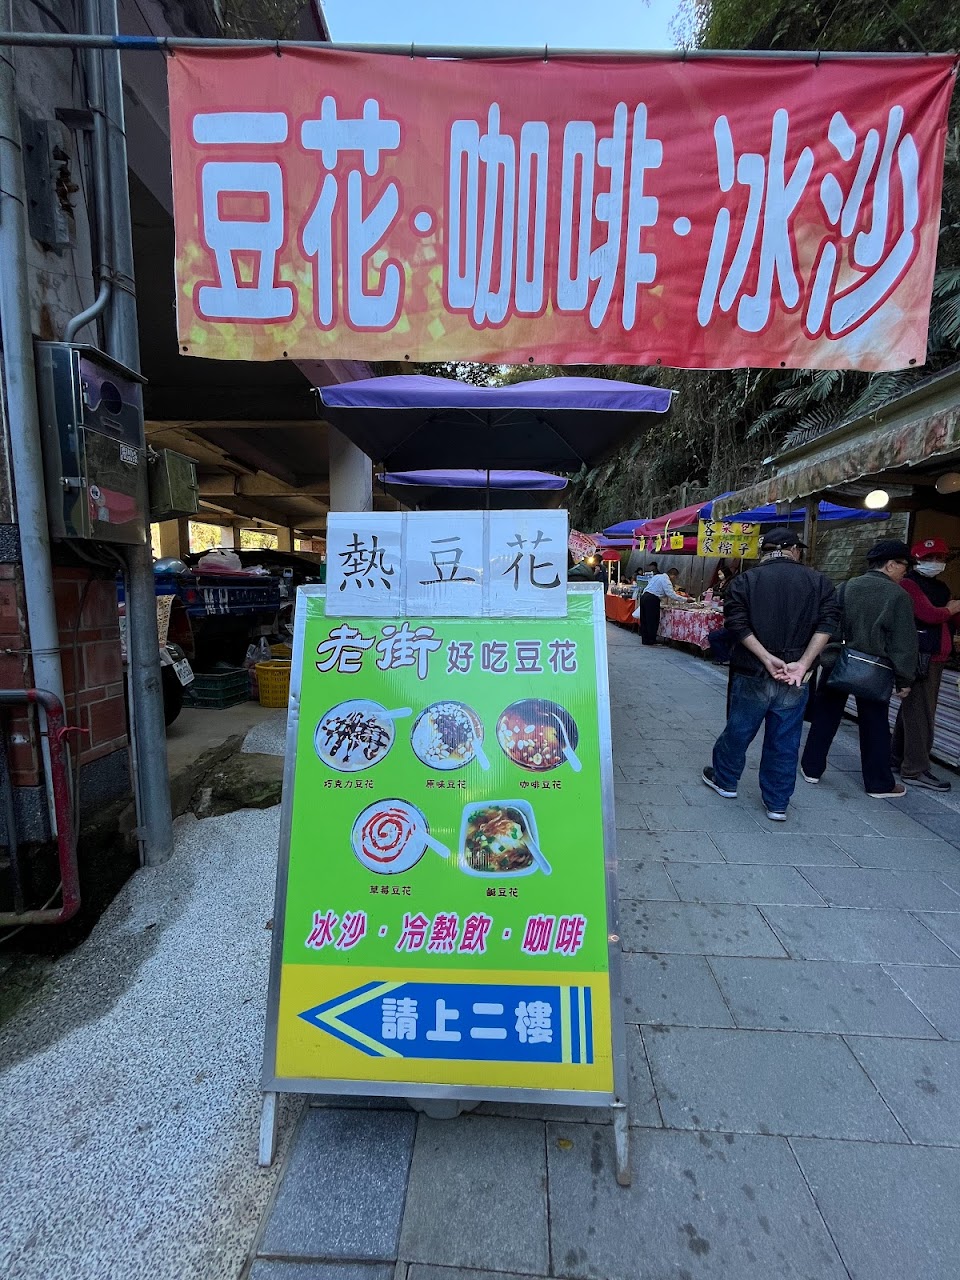 豆花·咖啡·冰沙
熱豆花
老街好吃豆花
巧克力豆花 原味豆花 咖啡豆花
草莓豆花 鹹豆花
冰沙·冷熱飲·咖啡
請上二樓